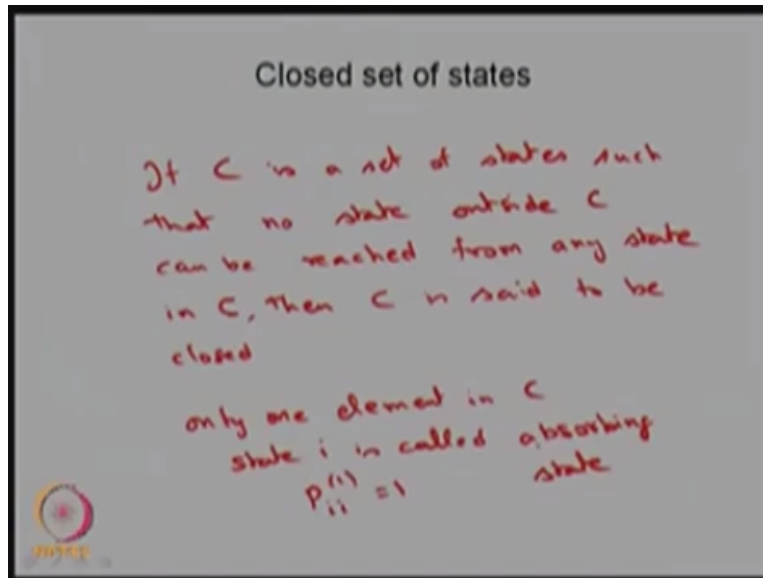 Closed set of states
If C is a set of states such
that no state outside C
can be reached from any state
in C, then C is said to be
closed
only one element in C
state i is called absorbing
state
P_{ii}^{(1)} = 1
NPTEL